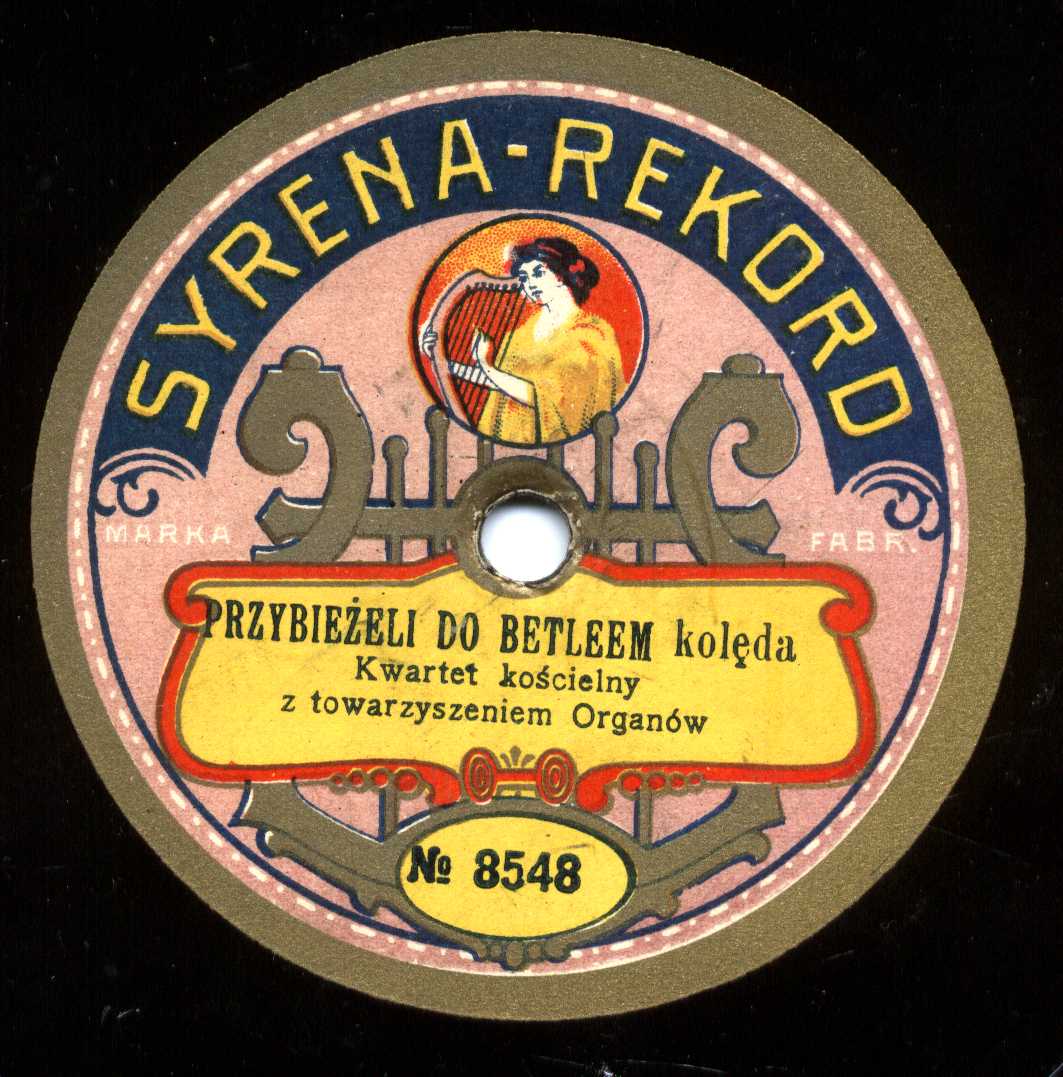 SYRENA-REKORD
MARKA FABR.
PRZYBIEŻELI DO BETLEEM kolęda
Kwartet kościelny
z towarzyszeniem Organów
№ 8548